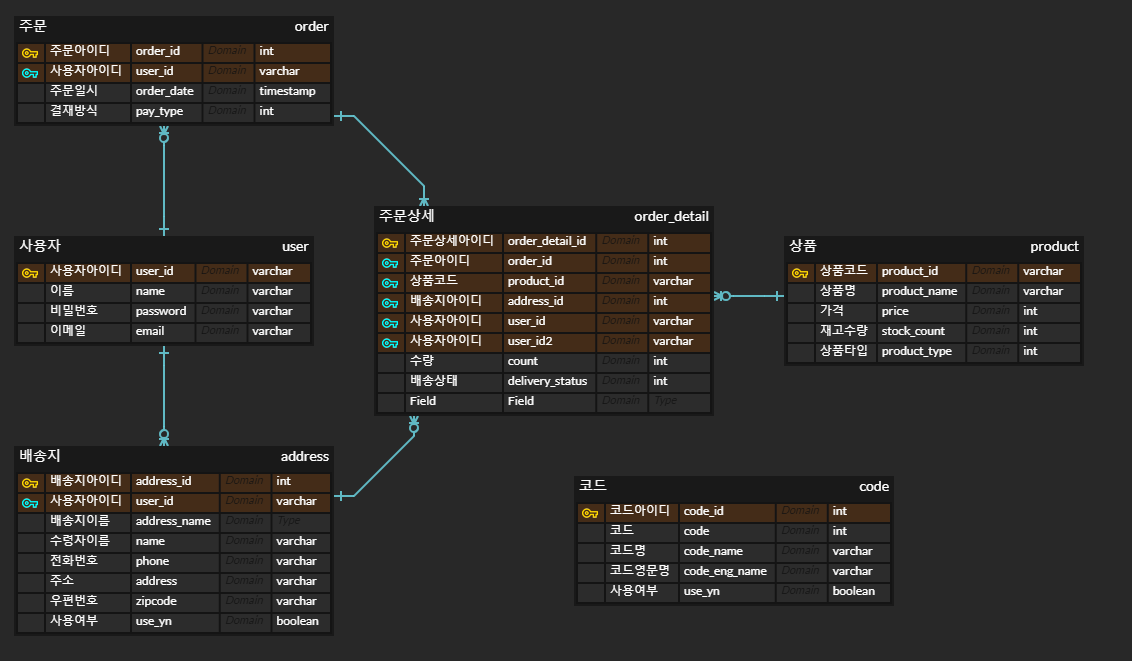 주문 order
주문아이디 order_id Domain int
사용자아이디 user_id Domain varchar
주문일시 order_date Domain timestamp
결재방식 pay_type Domain int
사용자 user
사용자아이디 user_id Domain varchar
이름 name Domain varchar
비밀번호 password Domain varchar
이메일 email Domain varchar
배송지 address
배송지아이디 address_id Domain int
사용자아이디 user_id Domain varchar
배송지이름 address_name Domain Type
수령자이름 name Domain varchar
전화번호 phone Domain varchar
주소 address Domain varchar
우편번호 zipcode Domain varchar
사용여부 use_yn Domain boolean
주문상세 order_detail
주문상세아이디 order_detail_id Domain int
주문아이디 order_id Domain int
상품코드 product_id Domain varchar
배송지아이디 address_id Domain int
사용자아이디 user_id Domain varchar
사용자아이디 user_id2 Domain varchar
수량 count Domain int
배송상태 delivery_status Domain int
Field Field Domain Type
상품 product
상품코드 product_id Domain varchar
상품명 product_name Domain varchar
가격 price Domain int
재고수량 stock_count Domain int
상품타입 product_type Domain int
코드 code
코드아이디 code_id Domain int
코드 code Domain int
코드명 code_name Domain varchar
코드영문명 code_eng_name Domain varchar
사용여부 use_yn Domain boolean